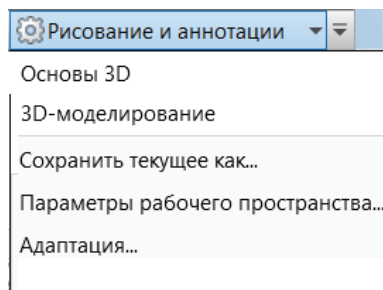 Рисование и аннотации
Основы 3D
3D-моделирование
Сохранить текущее как...
Параметры рабочего пространства...
Адаптация...